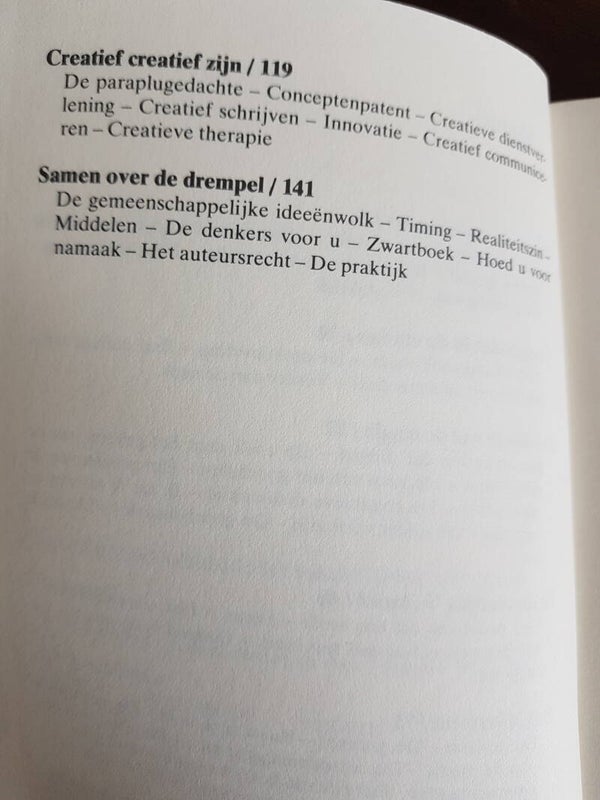 Creatief creatief zijn / 119
De paraplugedachte – Conceptenpatent – Creatieve dienstver-
lening – Creatief schrijven – Innovatie – Creatief communice-
ren – Creatieve therapie
Samen over de drempel / 141
De gemeenschappelijke ideeënwolk – Timing – Realiteitszin –
Middelen – De denkers voor u – Zwartboek – Hoed u voor
namaak – Het auteursrecht – De praktijk